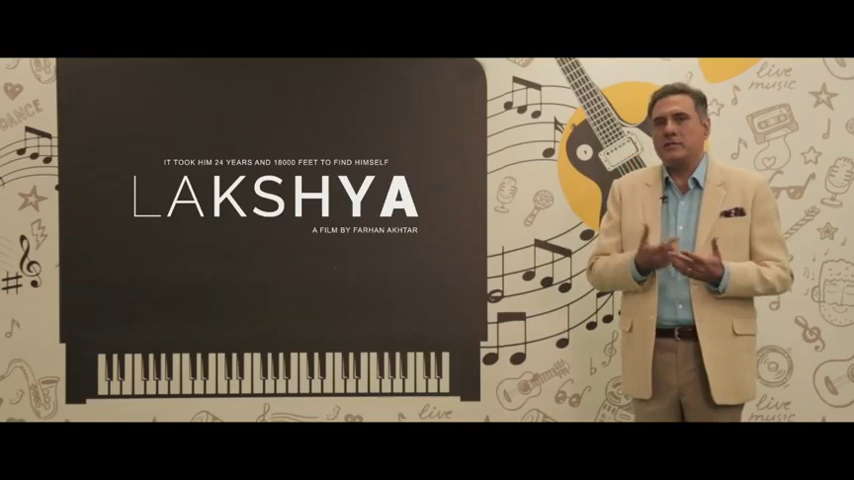 IT TOOK HIM 24 YEARS AND 18000 FEET TO FIND HIMSELF
LAKSHYA
A FILM BY FARHAN AKHTAR
live
music
DANCE
live
live
music